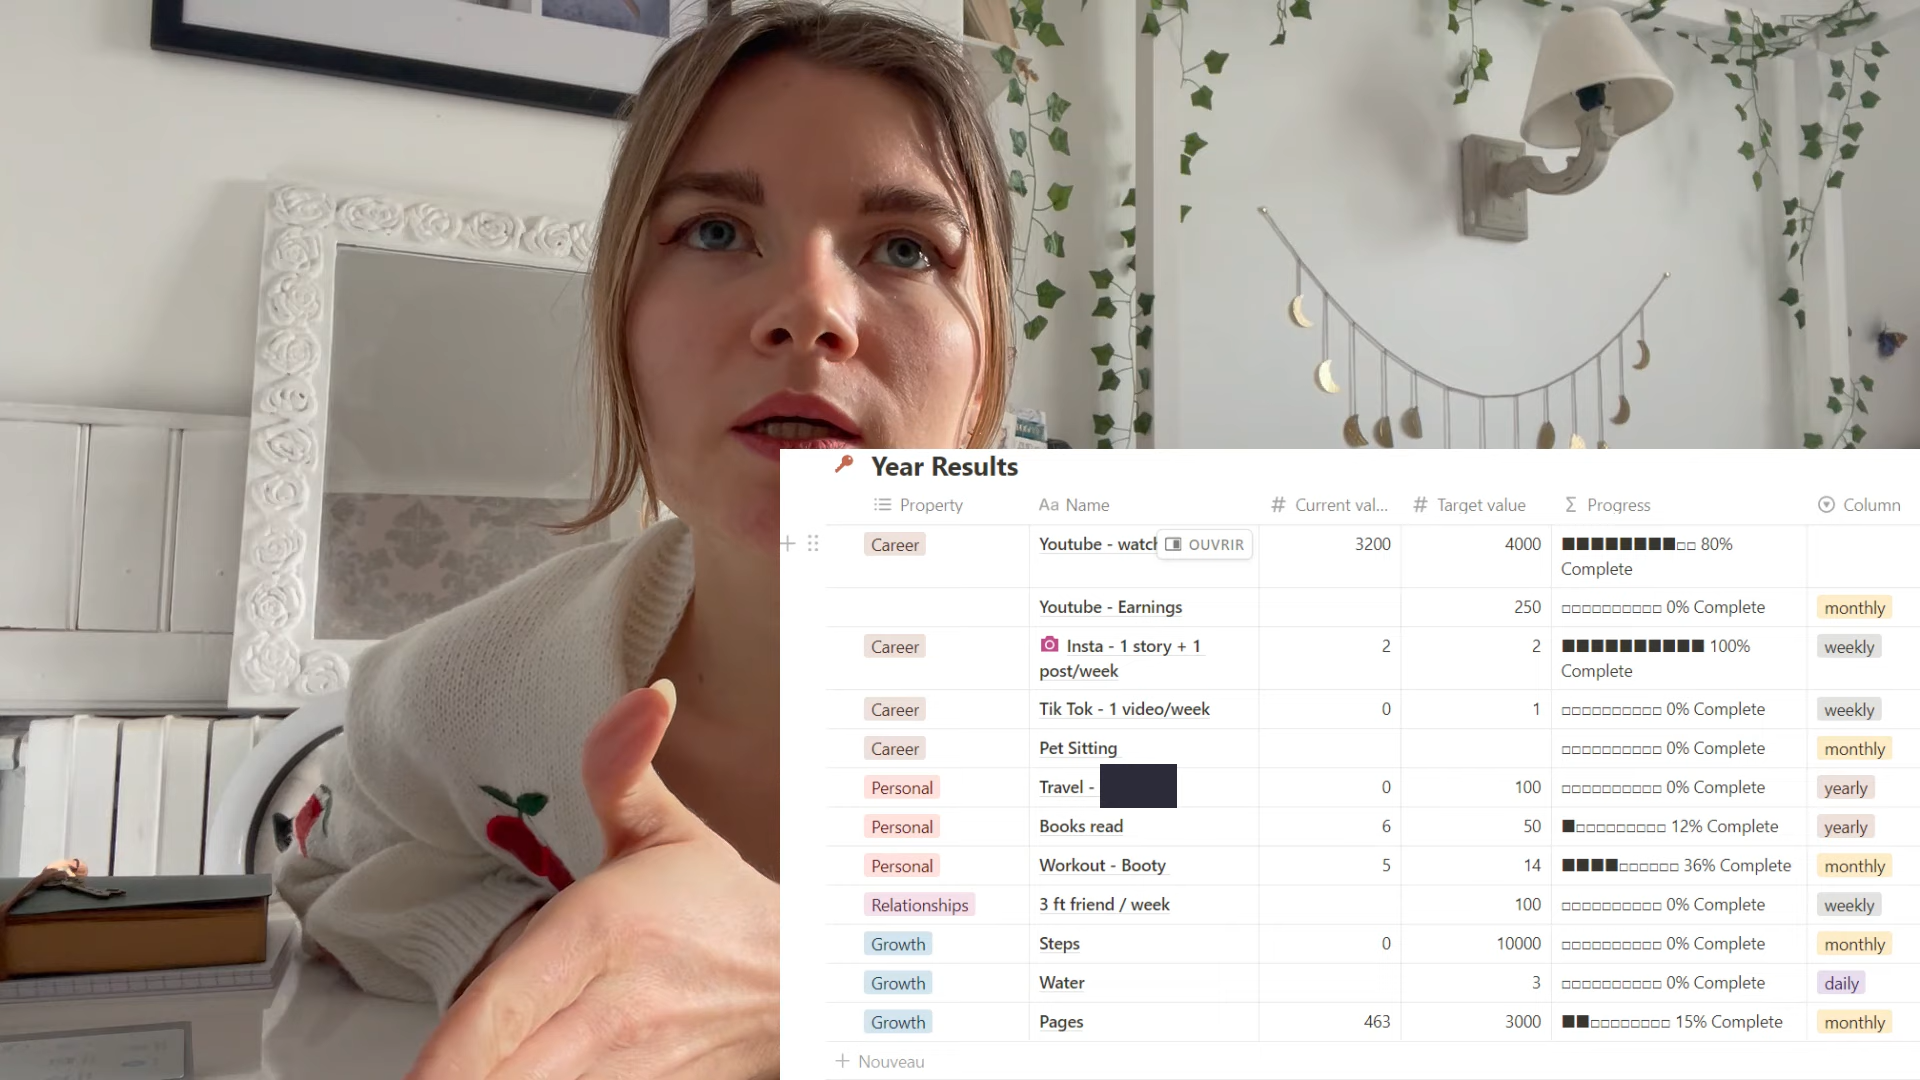 Year Results
Property Name Current val... Target value Progress Column
Career Youtube - watch OUVRIR 3200 4000 ■■■■■■■■□□ 80%
Complete
Youtube - Earnings 250 □□□□□□□□□□ 0% Complete monthly
Career Insta - 1 story + 1 2 2 ■■■■■■■■■■ 100% weekly
post/week Complete
Career Tik Tok - 1 video/week 0 1 □□□□□□□□□□ 0% Complete weekly
Career Pet Sitting □□□□□□□□□□ 0% Complete monthly
Personal Travel - 0 100 □□□□□□□□□□ 0% Complete yearly
Personal Books read 6 50 ■□□□□□□□□□ 12% Complete yearly
Personal Workout - Booty 5 14 ■■■■□□□□□□ 36% Complete monthly
Relationships 3 ft friend / week 100 □□□□□□□□□□ 0% Complete weekly
Growth Steps 0 10000 □□□□□□□□□□ 0% Complete monthly
Growth Water 3 □□□□□□□□□□ 0% Complete daily
Growth Pages 463 3000 ■■□□□□□□□□ 15% Complete monthly
Nouveau